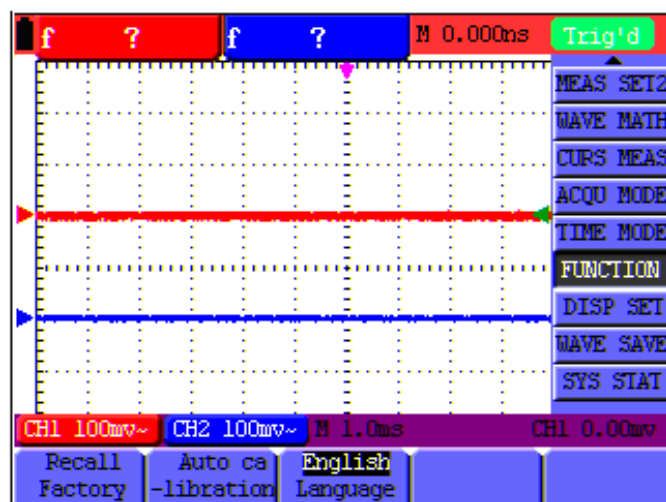 f ? f ? M 0.000ns Trig'd
MEAS SET2
WAVE MATH
CURS MEAS
ACQU MODE
TIME MODE
FUNCTION
DISP SET
WAVE SAVE
SYS STAT
CH1 100mv~ CH2 100mv~ M 1.0ms CH1 0.00mv
Recall Auto ca English
Factory -libration Language